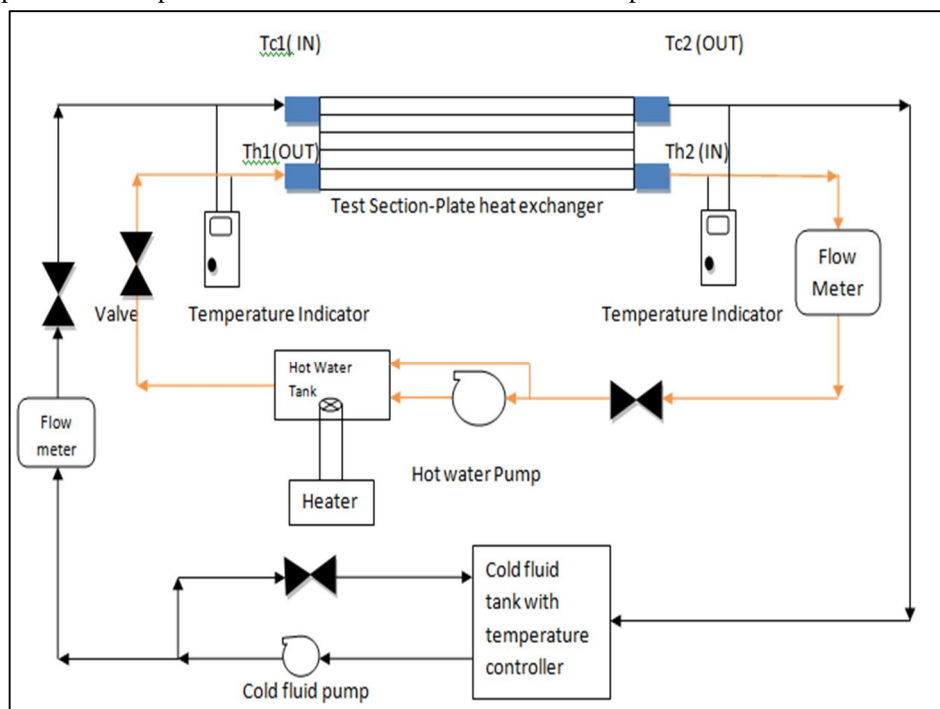 Tc1( IN)
Tc2 (OUT)
Th1(OUT)
Th2 (IN)
Test Section-Plate heat exchanger
Flow
Meter
Valve
Temperature Indicator
Temperature Indicator
Hot Water
Tank
Flow
meter
Hot water Pump
Heater
Cold fluid
tank with
temperature
controller
Cold fluid pump